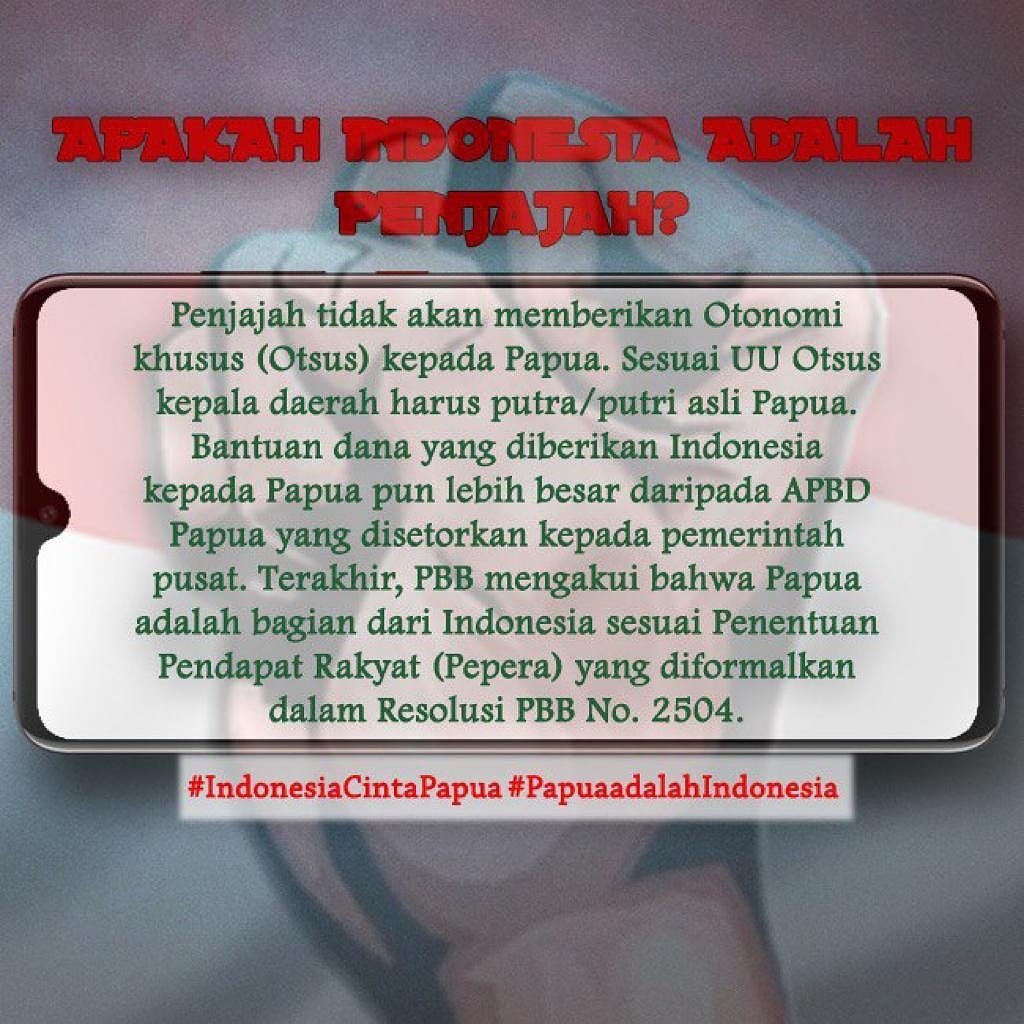 APAKAH INDONESIA ADALAH
PENJAJAH?
Penjajah tidak akan memberikan Otonomi
khusus (Otsus) kepada Papua. Sesuai UU Otsus
kepala daerah harus putra/putri asli Papua.
Bantuan dana yang diberikan Indonesia
kepada Papua pun lebih besar daripada APBD
Papua yang disetorkan kepada pemerintah
pusat. Terakhir, PBB mengakui bahwa Papua
adalah bagian dari Indonesia sesuai Penentuan
Pendapat Rakyat (Pepera) yang diformalkan
dalam Resolusi PBB No. 2504.
#IndonesiaCintaPapua #PapuaadalahIndonesia